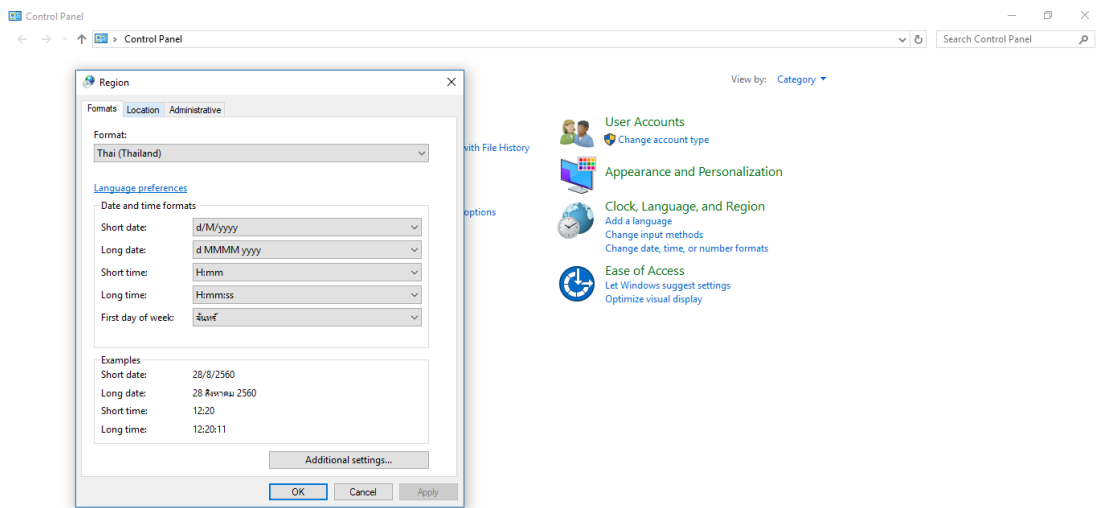 Control Panel
Control Panel
Search Control Panel
Region
View by: Category
Formats Location Administrative
Format:
Thai (Thailand)
Language preferences
Date and time formats
Short date: d/M/yyyy
Long date: d MMMM yyyy
Short time: H:mm
Long time: H:mm:ss
First day of week: จันทร์
Examples
Short date: 28/8/2560
Long date: 28 สิงหาคม 2560
Short time: 12:20
Long time: 12:20:11
Additional settings...
OK Cancel Apply
with File History
options
User Accounts
Change account type
Appearance and Personalization
Clock, Language, and Region
Add a language
Change input methods
Change date, time, or number formats
Ease of Access
Let Windows suggest settings
Optimize visual display